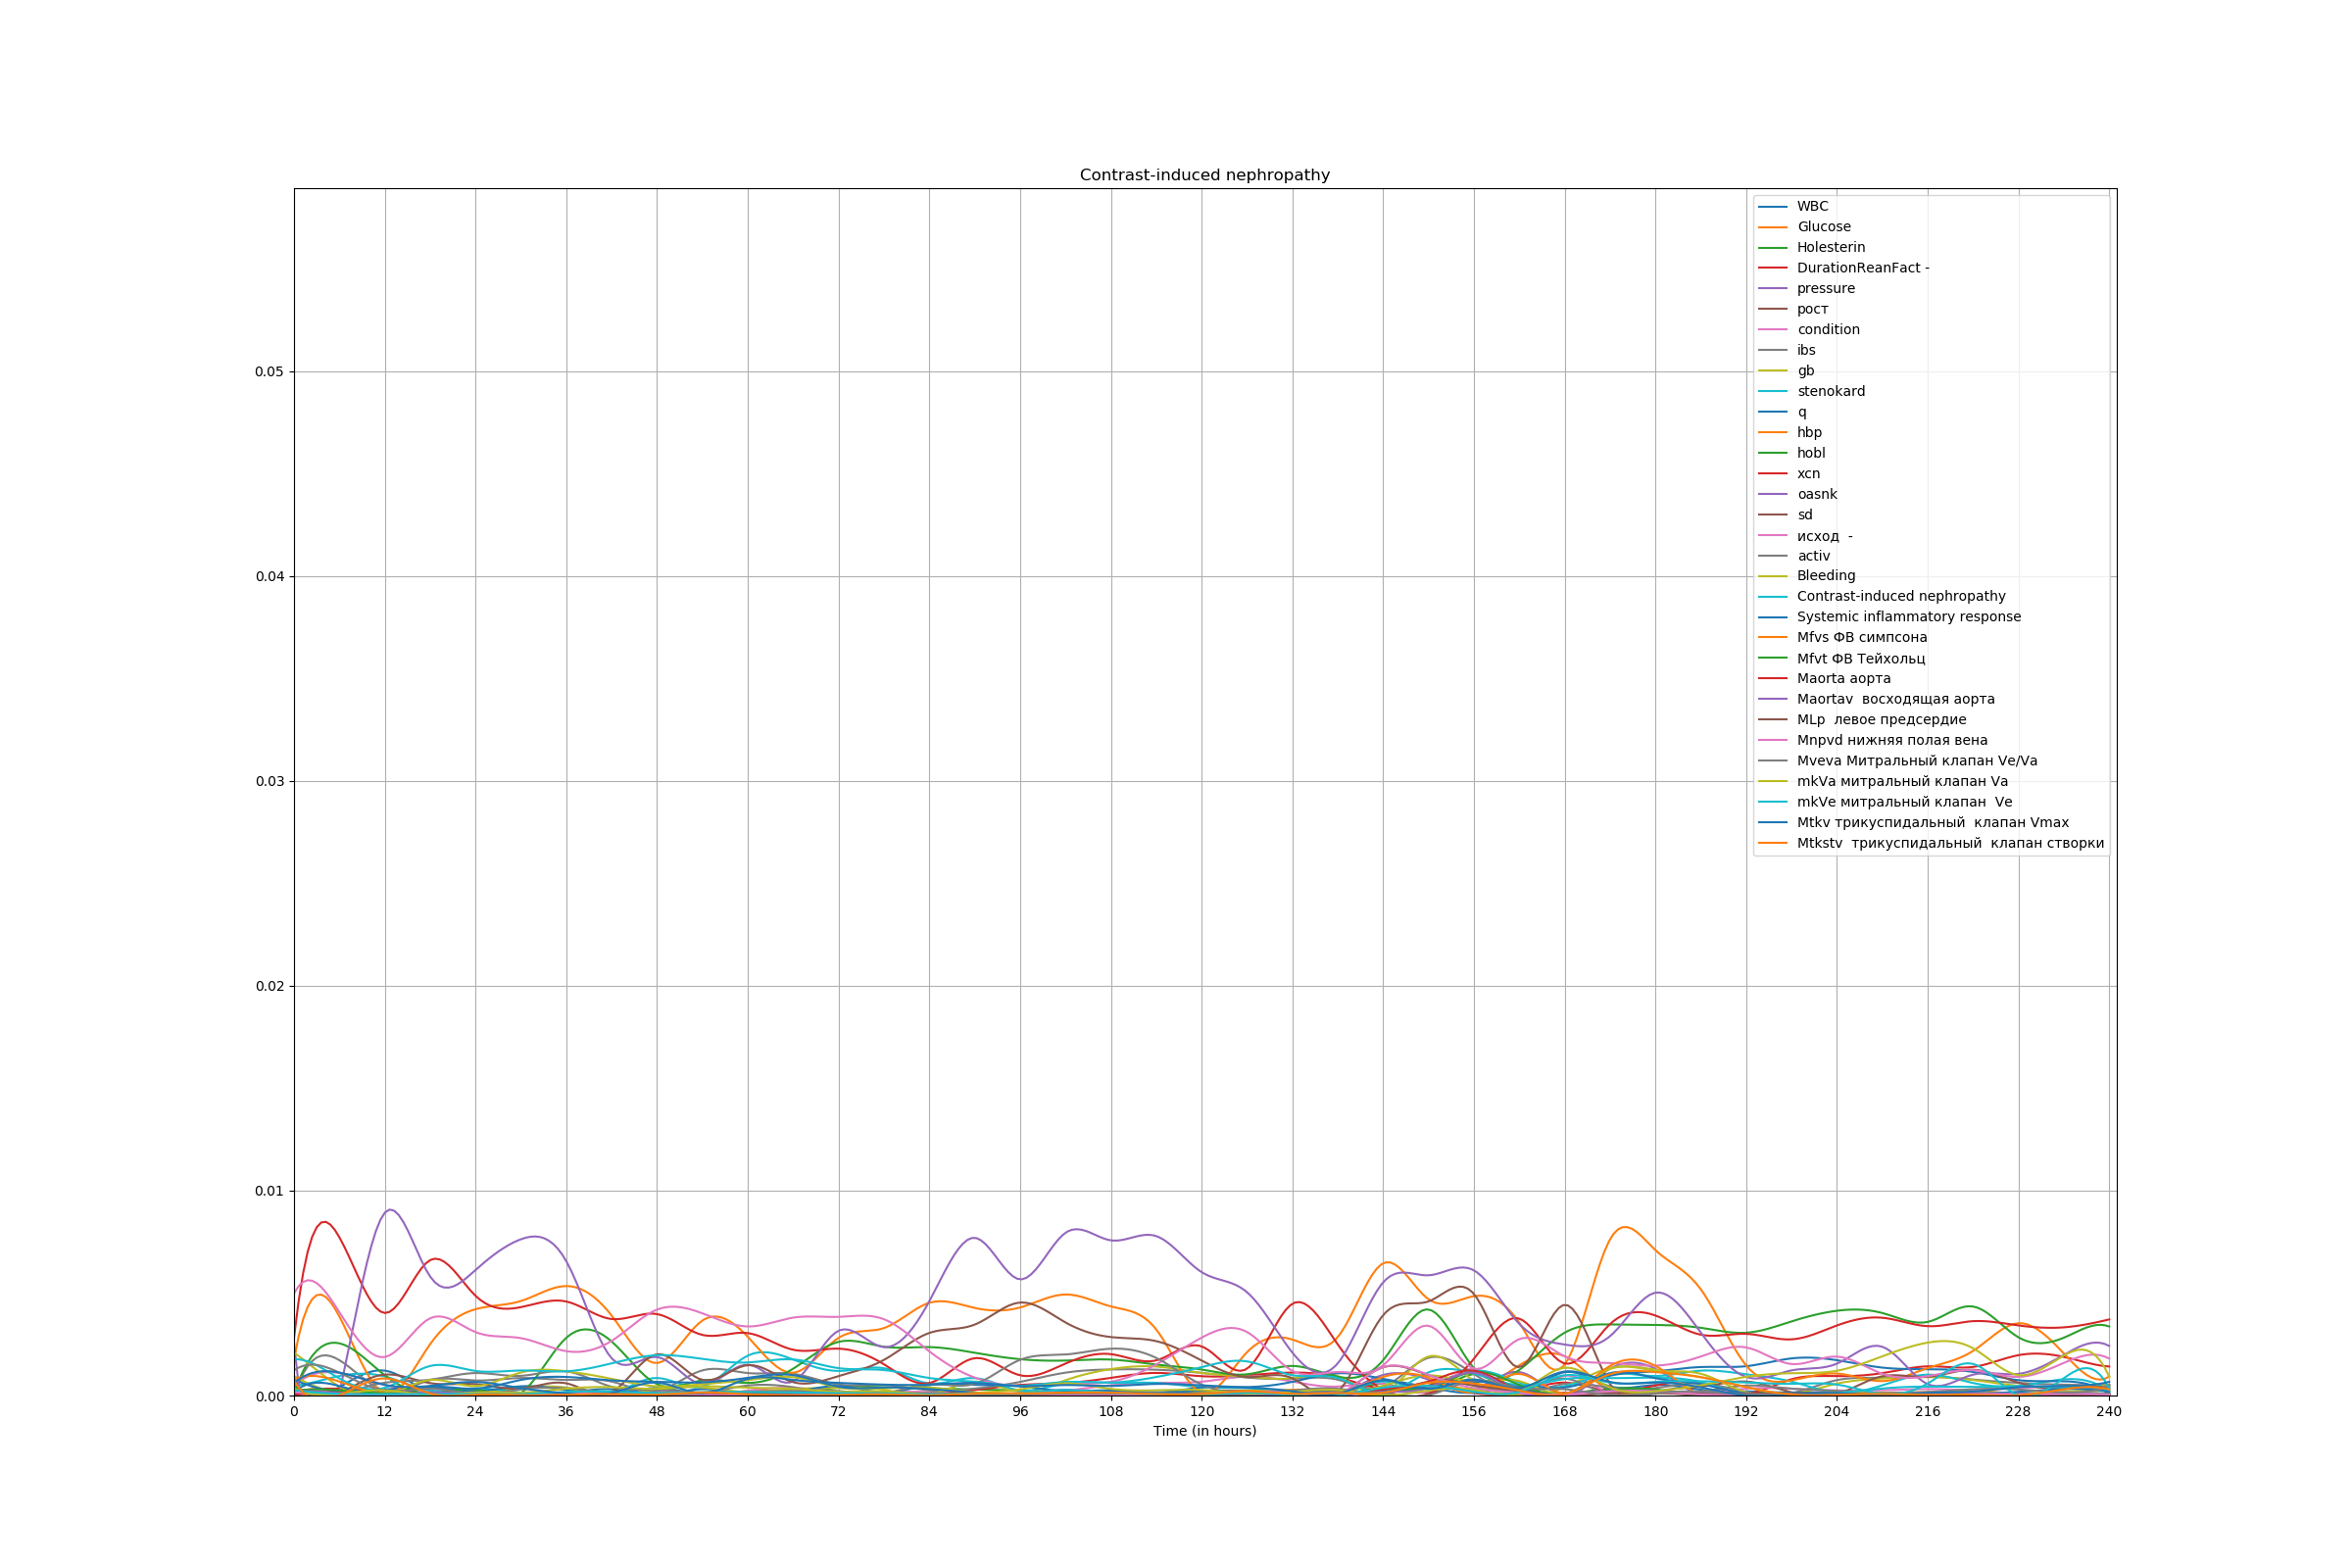 Contrast-induced nephropathy
WBC
Glucose
Holesterin
DurationReanFact -
pressure
рост
condition
ibs
gb
stenokard
q
hbp
hobl
xcn
oasnk
sd
исход  -
activ
Bleeding
Contrast-induced nephropathy
Systemic inflammatory response
Mfvs ФВ симпсона
Mfvt ФВ Тейхольц
Maorta аорта
Maortav  восходящая аорта
MLp  левое предсердие
Mnpvd нижняя полая вена
Mveva Митральный клапан Ve/Va
mkVa митральный клапан Va
mkVe митральный клапан  Ve
Mtkv трикуспидальный  клапан Vmax
Mtkstv  трикуспидальный  клапан створки
0.05
0.04
0.03
0.02
0.01
0.00
0 12 24 36 48 60 72 84 96 108 120 132 144 156 168 180 192 204 216 228 240
Time (in hours)